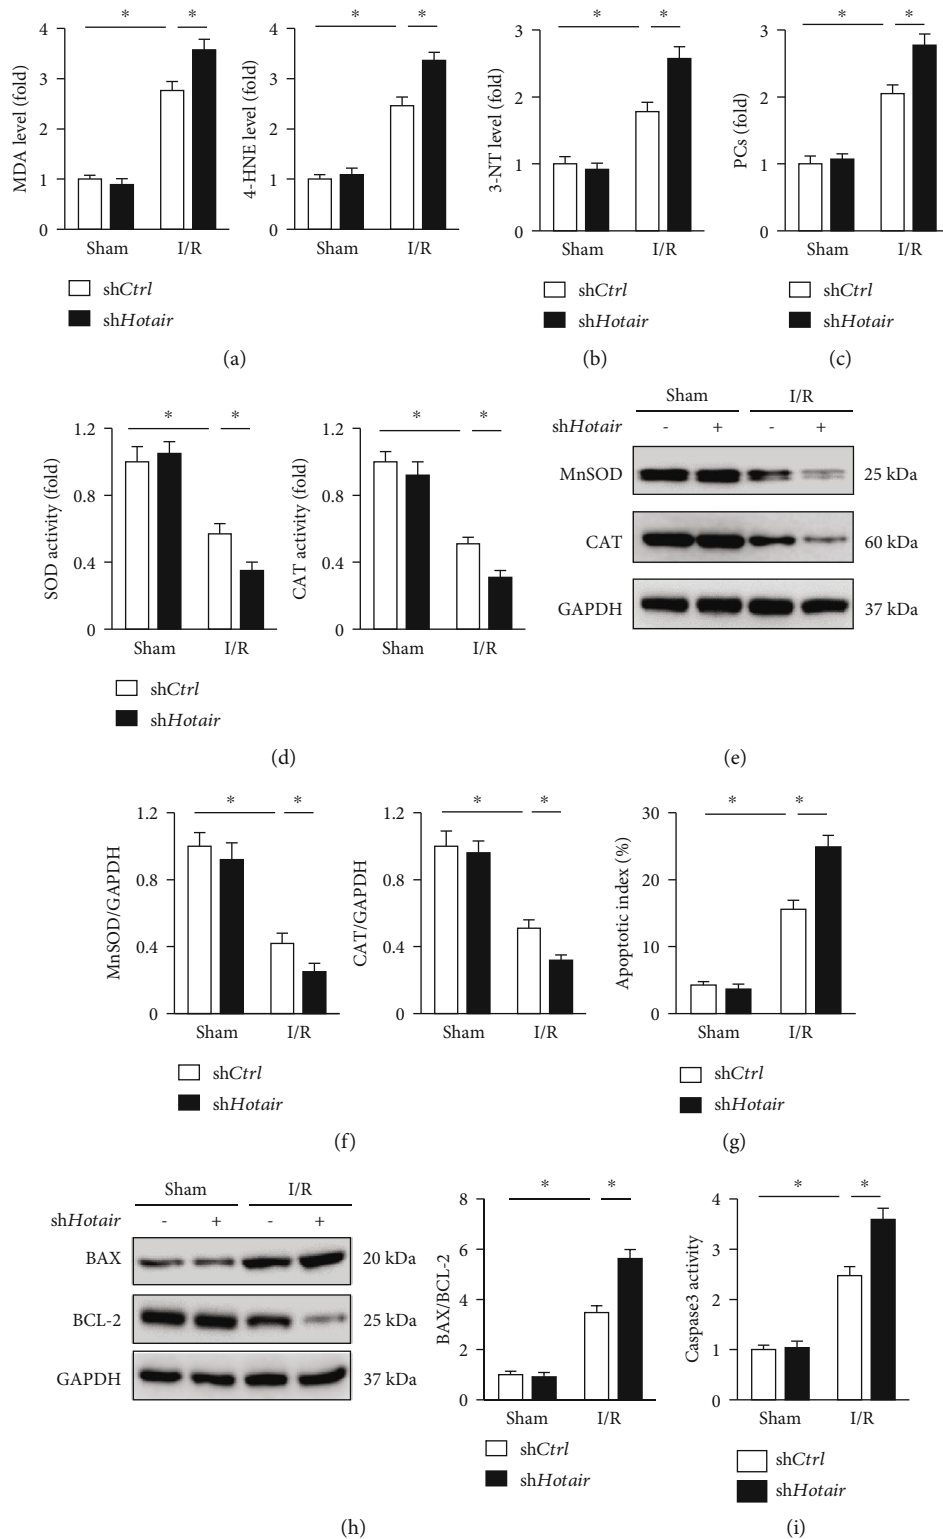 * * * * * * * *
MDA level (fold)
4
3
2
1
0
Sham I/R
4-HNE level (fold)
4
3
2
1
0
Sham I/R
3-NT level (fold)
3
2
1
0
Sham I/R
PCs (fold)
3
2
1
0
Sham I/R
shCtrl
shHotair
shCtrl
shHotair
shCtrl
shHotair
(a) (b) (c)
* * * *
SOD activity (fold)
1.2
0.8
0.4
0
Sham I/R
CAT activity (fold)
1.2
0.8
0.4
0
Sham I/R
shCtrl
shHotair
(d)
Sham I/R
shHotair - + - +
MnSOD 25 kDa
CAT 60 kDa
GAPDH 37 kDa
(e)
* * * * * *
MnSOD/GAPDH
1.2
0.8
0.4
0
Sham I/R
CAT/GAPDH
1.2
0.8
0.4
0
Sham I/R
shCtrl
shHotair
(f)
Apoptotic index (%)
30
20
10
0
Sham I/R
shCtrl
shHotair
(g)
Sham I/R
shHotair - + - +
BAX 20 kDa
BCL-2 25 kDa
GAPDH 37 kDa
* *
BAX/BCL-2
8
6
4
2
0
Sham I/R
shCtrl
shHotair
(h)
* *
Caspase3 activity
4
3
2
1
0
Sham I/R
shCtrl
shHotair
(i)